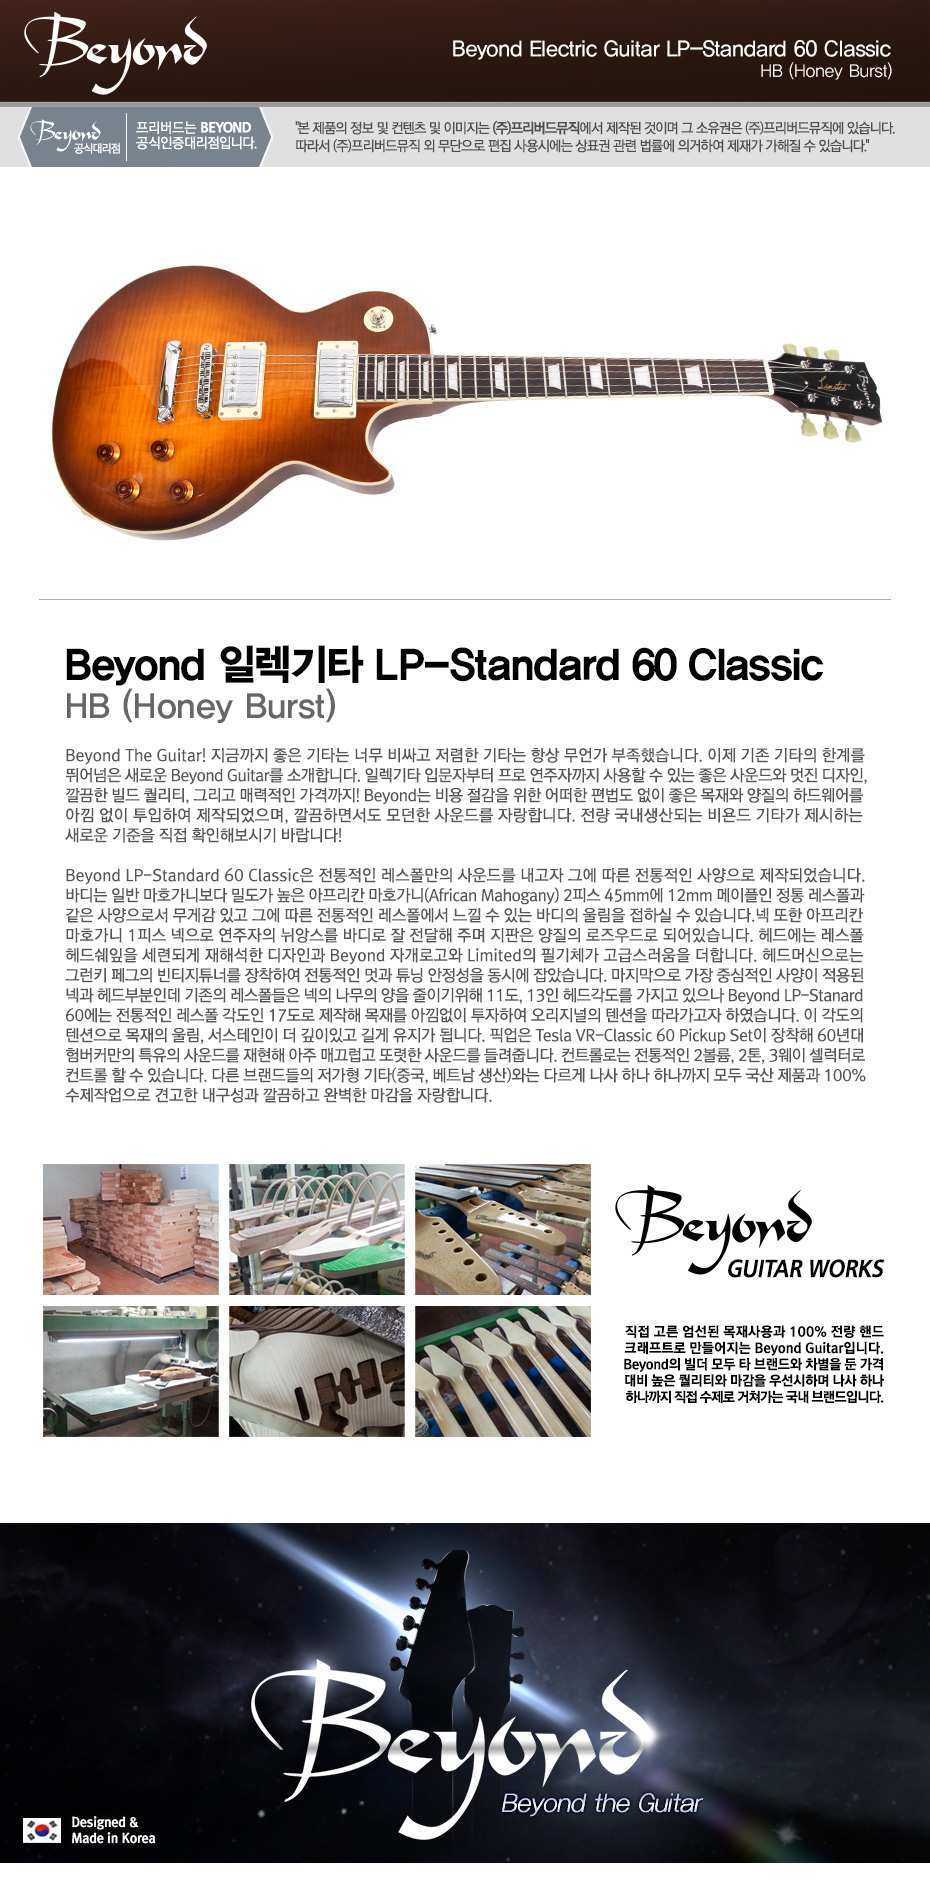 Beyond
Beyond Electric Guitar LP-Standard 60 Classic
HB (Honey Burst)
Beyond
공식대리점
프리버드는 BEYOND
공식인증대리점입니다.
"본 제품의 정보 및 컨텐츠 및 이미지는 (주)프리버드뮤직에서 제작된 것이며 그 소유권은 (주)프리버드뮤직에 있습니다.
따라서 (주)프리버드뮤직 외 무단으로 편집 사용시에는 상표권 관련 법률에 의거하여 제재가 가해질 수 있습니다."
Limited
Beyond
Beyond 일렉기타 LP-Standard 60 Classic
HB (Honey Burst)
Beyond The Guitar! 지금까지 좋은 기타는 너무 비싸고 저렴한 기타는 항상 무언가 부족했습니다. 이제 기존 기타의 한계를
뛰어넘은 새로운 Beyond Guitar를 소개합니다. 일렉기타 입문자부터 프로 연주자까지 사용할 수 있는 좋은 사운드와 멋진 디자인,
깔끔한 빌드 퀄리티, 그리고 매력적인 가격까지! Beyond는 비용 절감을 위한 어떠한 편법도 없이 좋은 목재와 양질의 하드웨어를
아낌 없이 투입하여 제작되었으며, 깔끔하면서도 모던한 사운드를 자랑합니다. 전량 국내생산되는 비욘드 기타가 제시하는
새로운 기준을 직접 확인해보시기 바랍니다!
Beyond LP-Standard 60 Classic은 전통적인 레스폴만의 사운드를 내고자 그에 따른 전통적인 사양으로 제작되었습니다.
바디는 일반 마호가니보다 밀도가 높은 아프리칸 마호가니(African Mahogany) 2피스 45mm에 12mm 메이플인 정통 레스폴과
같은 사양으로서 무게감 있고 그에 따른 전통적인 레스폴에서 느낄 수 있는 바디의 울림을 접하실 수 있습니다.넥 또한 아프리칸
마호가니 1피스 넥으로 연주자의 뉘앙스를 바디로 잘 전달해 주며 지판은 양질의 로즈우드로 되어있습니다. 헤드에는 레스폴
헤드쉐잎을 세련되게 재해석한 디자인과 Beyond 자개로고와 Limited의 필기체가 고급스러움을 더합니다. 헤드머신으로는
그런키 페그의 빈티지튜너를 장착하여 전통적인 멋과 튜닝 안정성을 동시에 잡았습니다. 마지막으로 가장 중심적인 사양이 적용된
넥과 헤드부분인데 기존의 레스폴들은 넥의 나무의 양을 줄이기위해 11도, 13인 헤드각도를 가지고 있으나 Beyond LP-Stanard
60에는 전통적인 레스폴 각도인 17도로 제작해 목재를 아낌없이 투자하여 오리지널의 텐션을 따라가고자 하였습니다. 이 각도의
텐션으로 목재의 울림, 서스테인이 더 깊이있고 길게 유지가 됩니다. 픽업은 Tesla VR-Classic 60 Pickup Set이 장착해 60년대
험버커만의 특유의 사운드를 재현해 아주 매끄럽고 또렷한 사운드를 들려줍니다. 컨트롤로는 전통적인 2볼륨, 2톤, 3웨이 셀렉터로
컨트롤 할 수 있습니다. 다른 브랜드들의 저가형 기타(중국, 베트남 생산)와는 다르게 나사 하나 하나까지 모두 국산 제품과 100%
수제작업으로 견고한 내구성과 깔끔하고 완벽한 마감을 자랑합니다.
Beyond
GUITAR WORKS
직접 고른 엄선된 목재사용과 100% 전량 핸드
크래프트로 만들어지는 Beyond Guitar입니다.
Beyond의 빌더 모두 타 브랜드와 차별을 둔 가격
대비 높은 퀄리티와 마감을 우선시하며 나사 하나
하나까지 직접 수제로 거쳐가는 국내 브랜드입니다.
Beyond
Beyond the Guitar
Designed &
Made in Korea